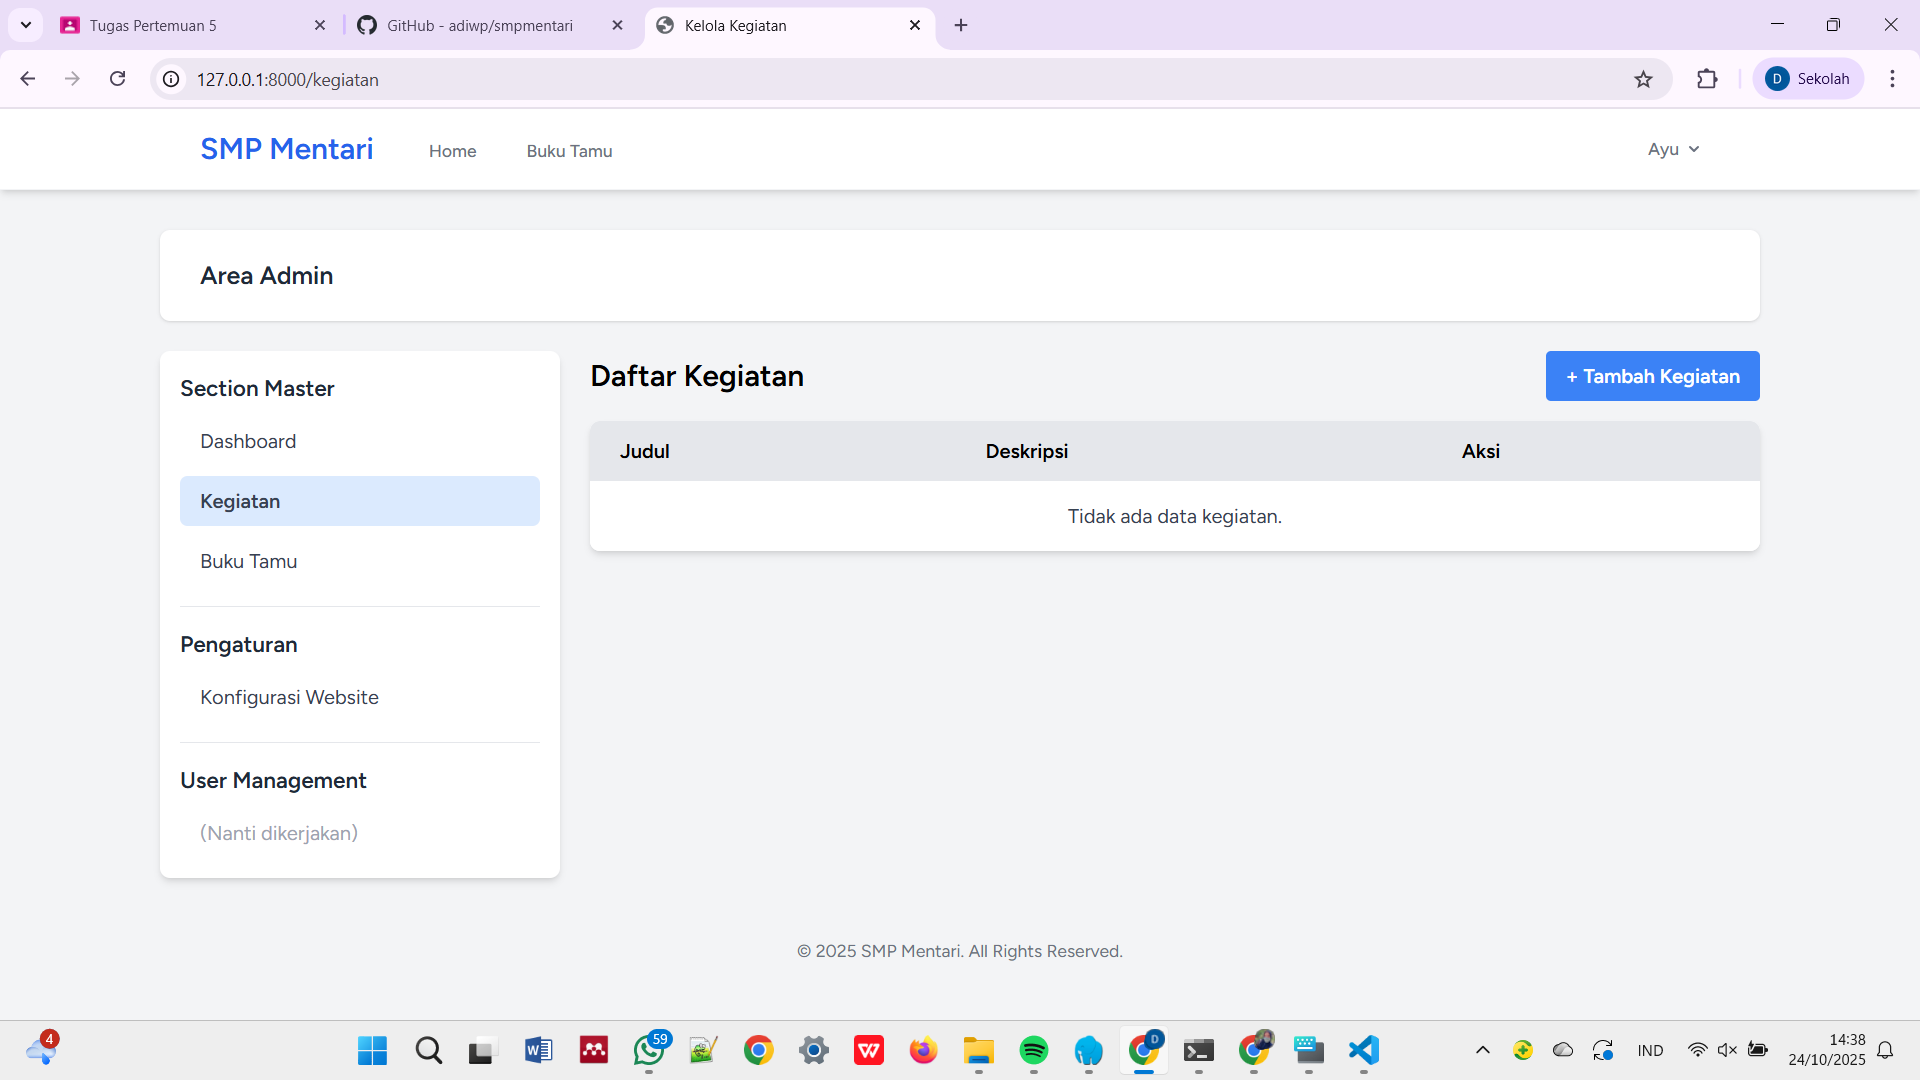 Tugas Pertemuan 5
GitHub - adiwp/smpmentari
Kelola Kegiatan
127.0.0.1:8000/kegiatan
D Sekolah
SMP Mentari
Home
Buku Tamu
Ayu
Area Admin
Section Master
Dashboard
Kegiatan
Buku Tamu
Pengaturan
Konfigurasi Website
User Management
(Nanti dikerjakan)
Daftar Kegiatan
+ Tambah Kegiatan
Judul Deskripsi Aksi
Tidak ada data kegiatan.
© 2025 SMP Mentari. All Rights Reserved.
4
59
D
IND
14:38
24/10/2025